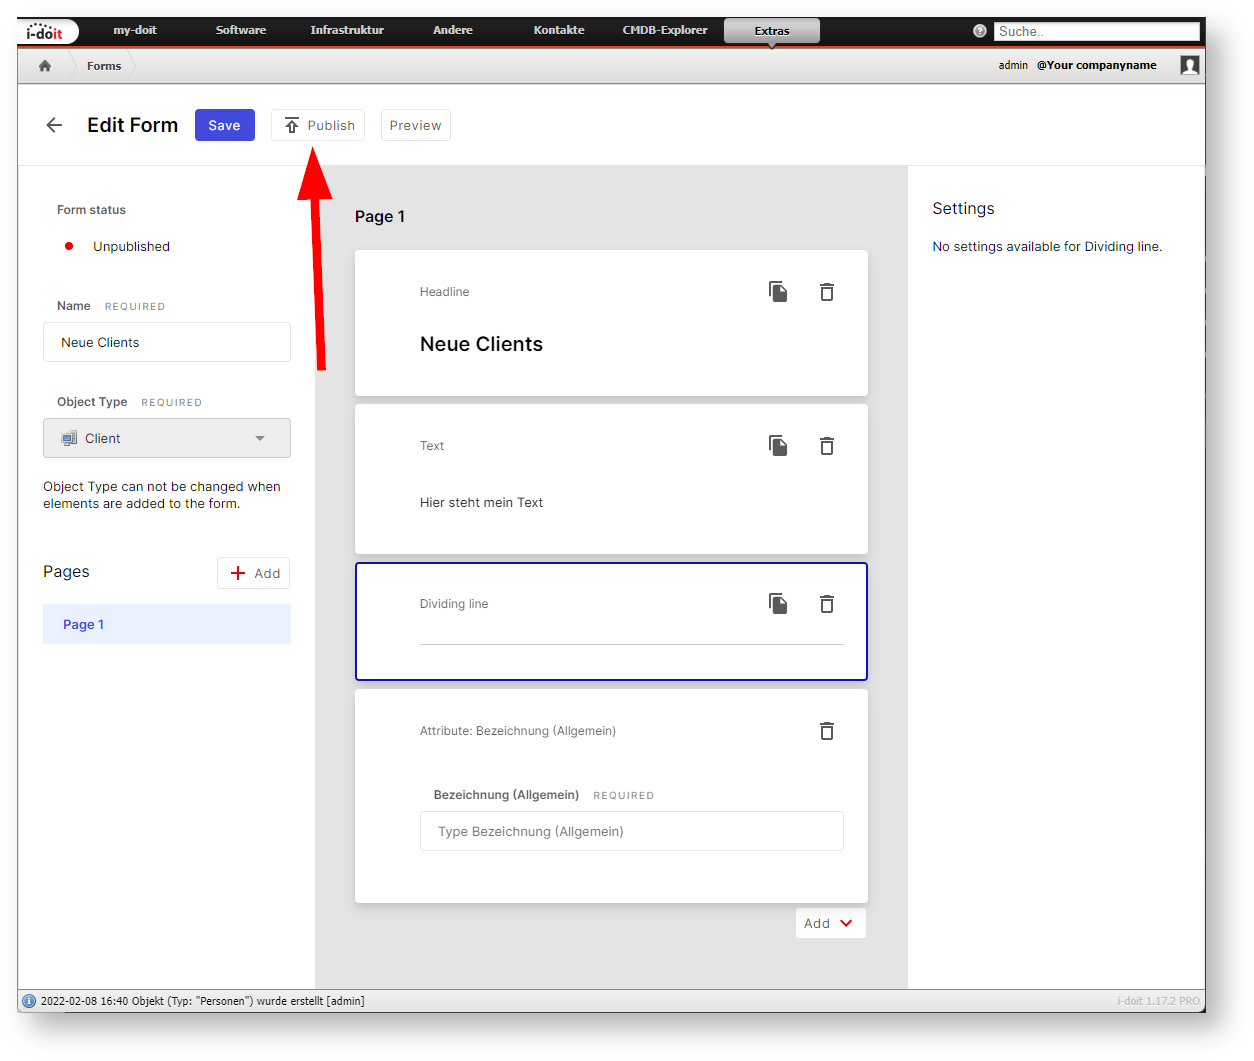 i-doit
my-doit
Software
Infrastruktur
Andere
Kontakte
CMDB-Explorer
Extras
?
Suche..
Forms
admin @Your companyname
Edit Form
Save
Publish
Preview
Form status
Unpublished
Name REQUIRED
Neue Clients
Object Type REQUIRED
Client
Object Type can not be changed when
elements are added to the form.
Pages
Add
Page 1
Page 1
Headline
Neue Clients
Text
Hier steht mein Text
Dividing line
Attribute: Bezeichnung (Allgemein)
Bezeichnung (Allgemein) REQUIRED
Type Bezeichnung (Allgemein)
Add
Settings
No settings available for Dividing line.
2022-02-08 16:40 Objekt (Typ: "Personen") wurde erstellt [admin]
i-doit 1.17.2 PRO